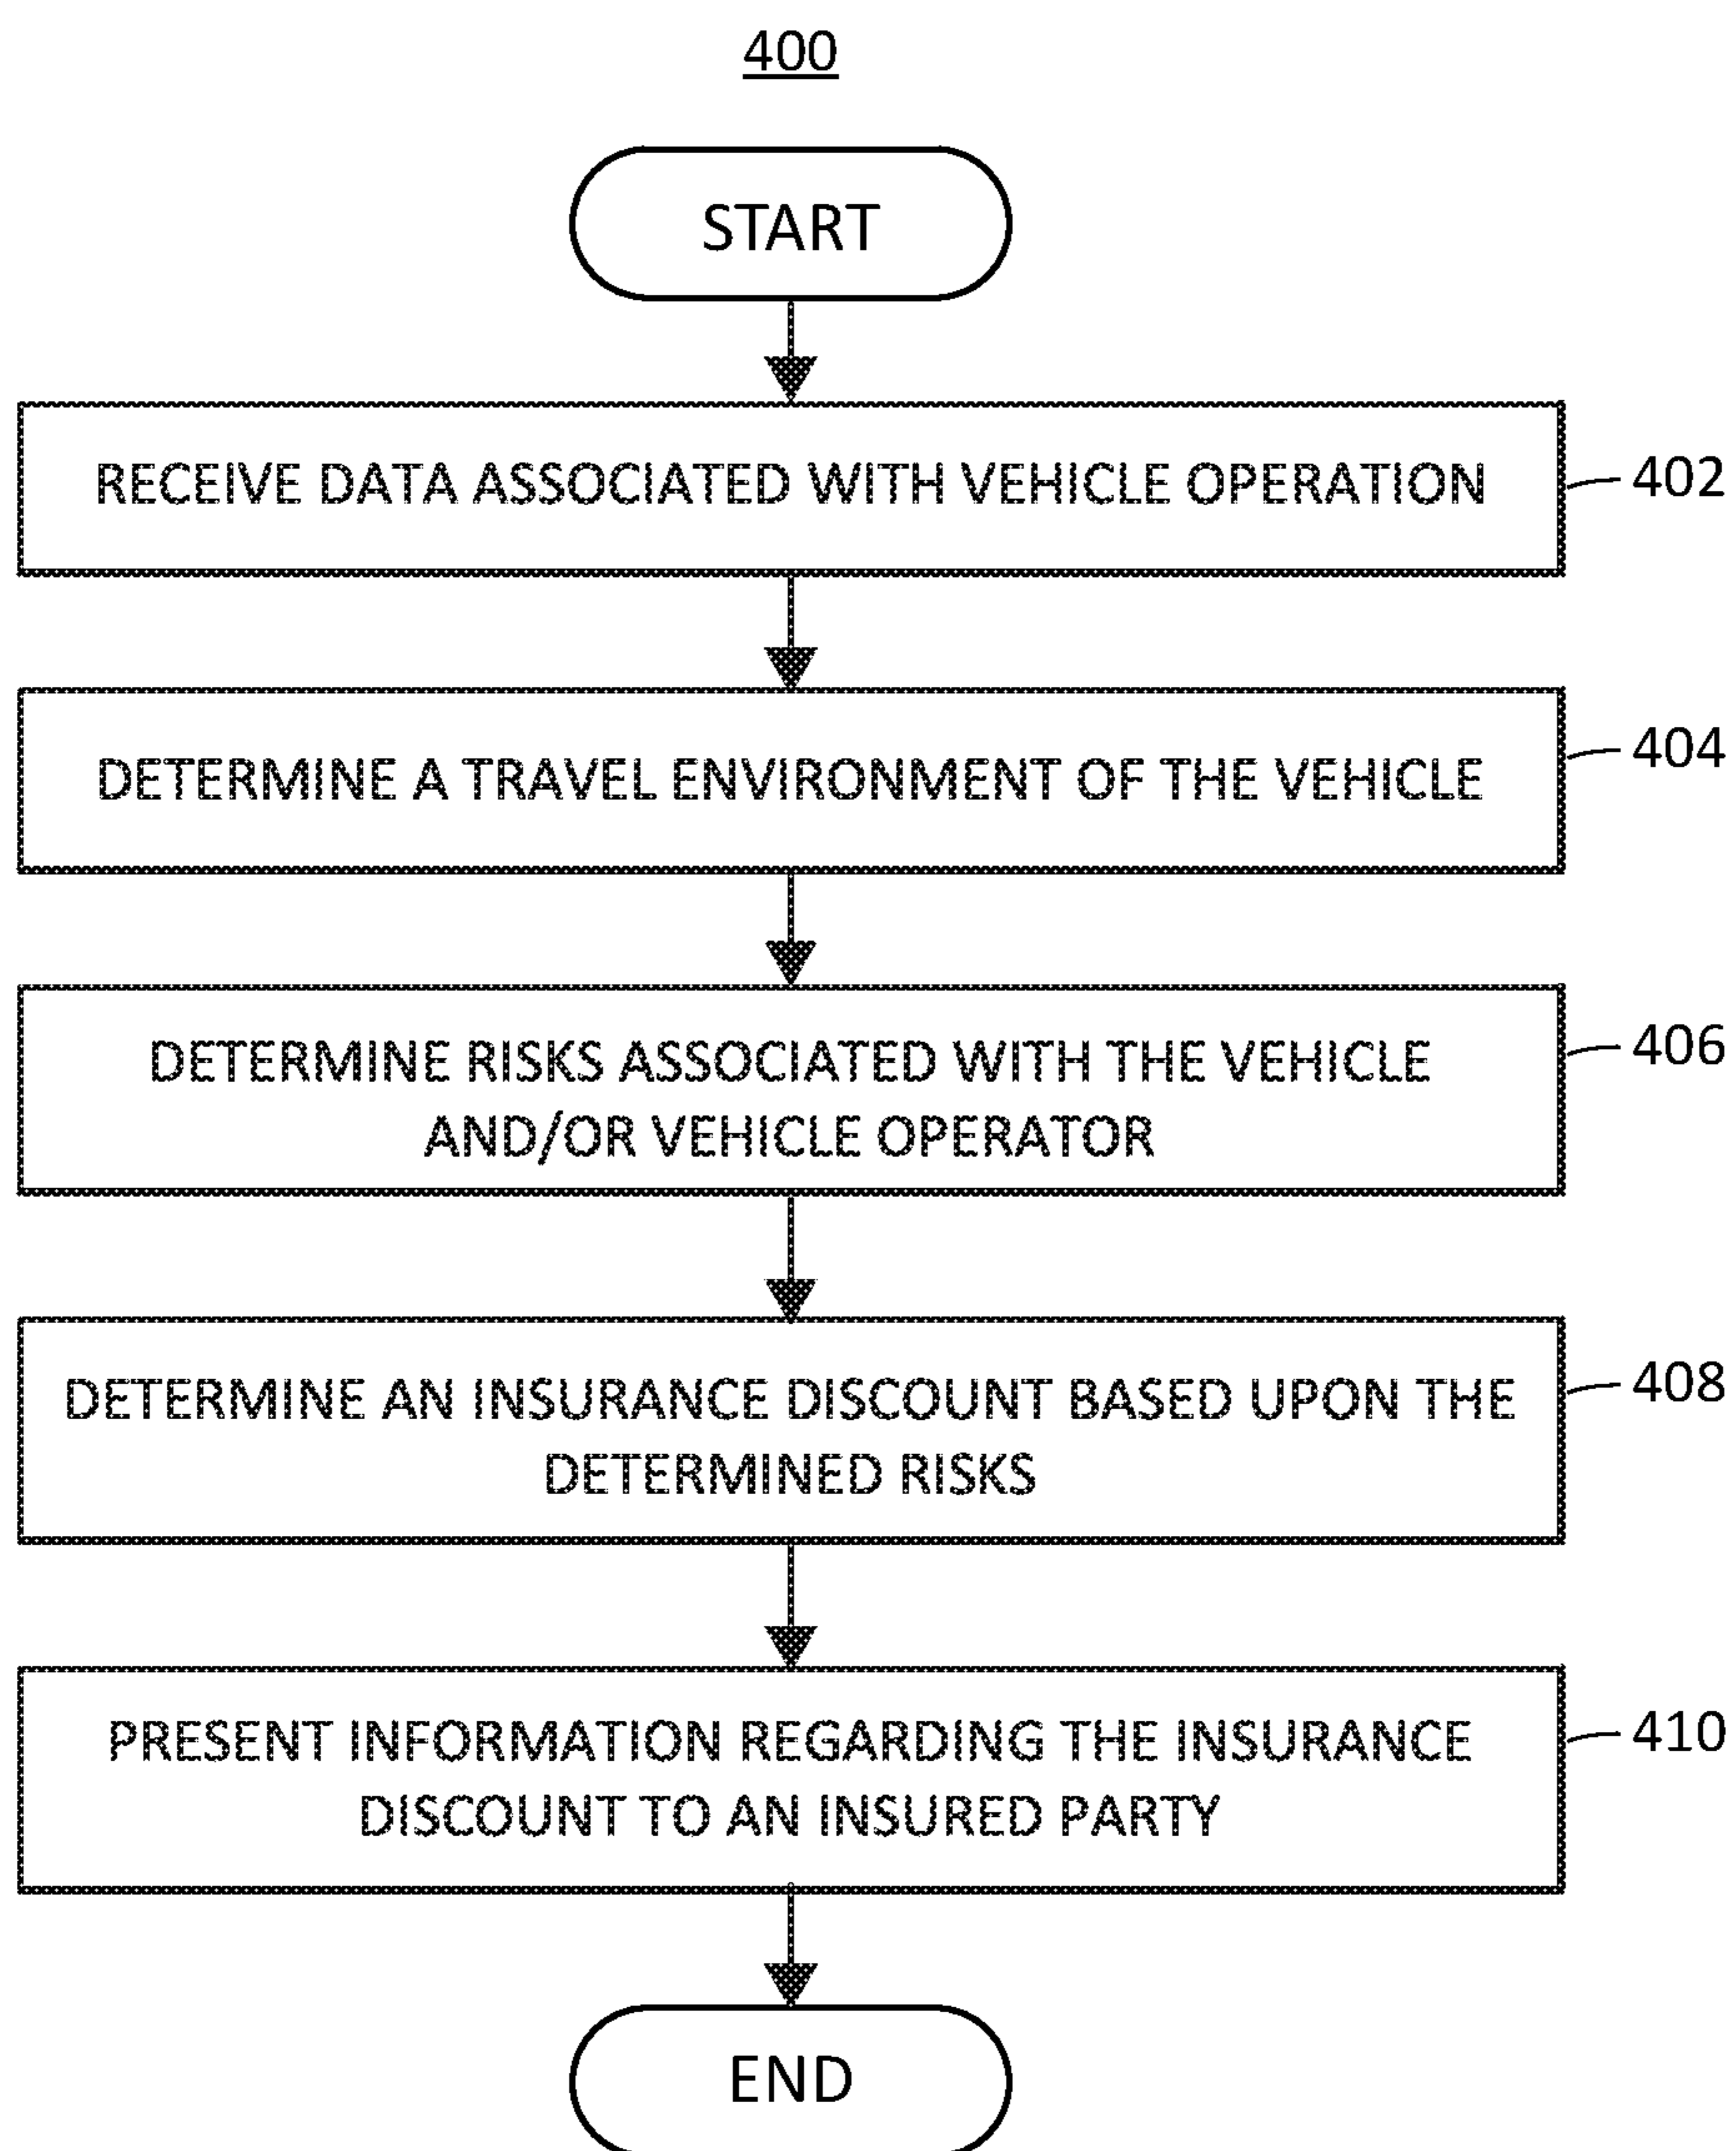 400
START
RECEIVE DATA ASSOCIATED WITH VEHICLE OPERATION
402
DETERMINE A TRAVEL ENVIRONMENT OF THE VEHICLE
404
DETERMINE RISKS ASSOCIATED WITH THE VEHICLE
AND/OR VEHICLE OPERATOR
406
DETERMINE AN INSURANCE DISCOUNT BASED UPON THE
DETERMINED RISKS
408
PRESENT INFORMATION REGARDING THE INSURANCE
DISCOUNT TO AN INSURED PARTY
410
END